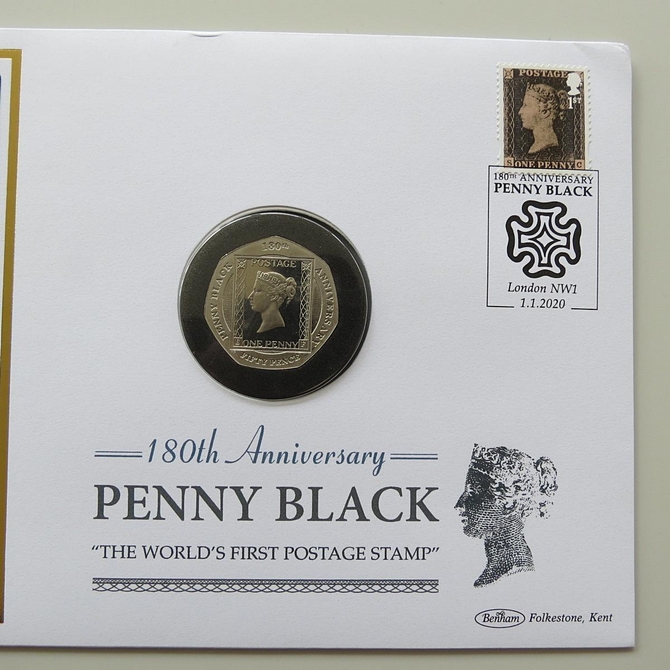 POSTAGE
1ST
S ONE PENNY C
180TH ANNIVERSARY
PENNY BLACK
London NW1
1.1.2020
180th
PENNY BLACK
ANNIVERSARY
POSTAGE
ONE PENNY
FIFTY PENCE
180th Anniversary
PENNY BLACK
"THE WORLD'S FIRST POSTAGE STAMP"
Benham Folkestone, Kent